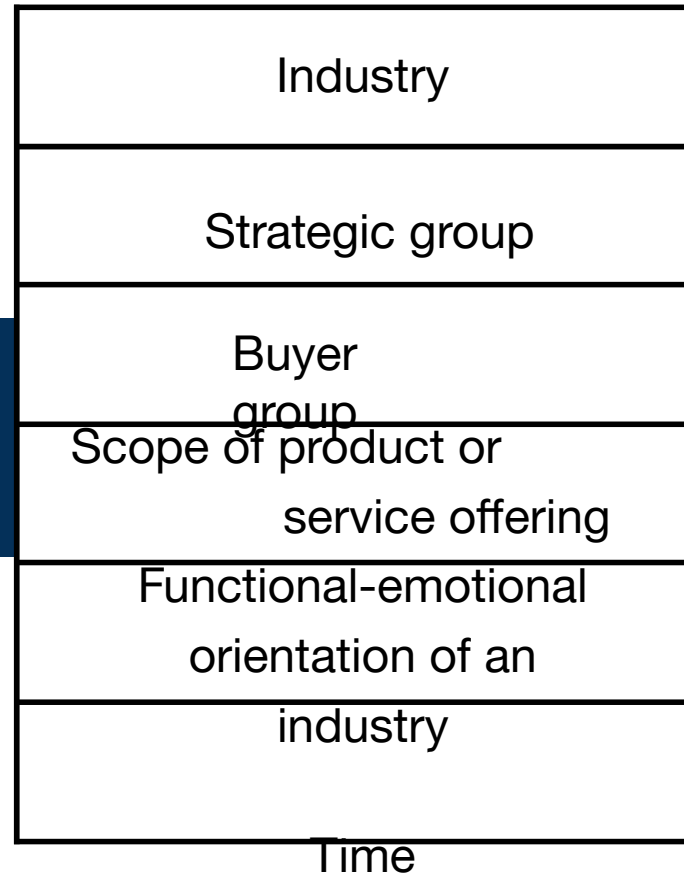 Industry
Strategic group
Buyer
group
Scope of product or
service offering
Functional-emotional
orientation of an
industry
Time